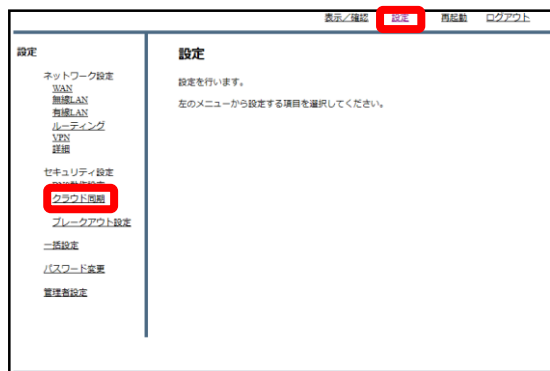 表示／確認 設定 再起動 ログアウト
設定
ネットワーク設定
WAN
無線LAN
有線LAN
ルーティング
VPN
詳細
セキュリティ設定
クラウド同期
ブレークアウト設定
一括設定
パスワード変更
管理者設定
設定
設定を行います。
左のメニューから設定する項目を選択してください。